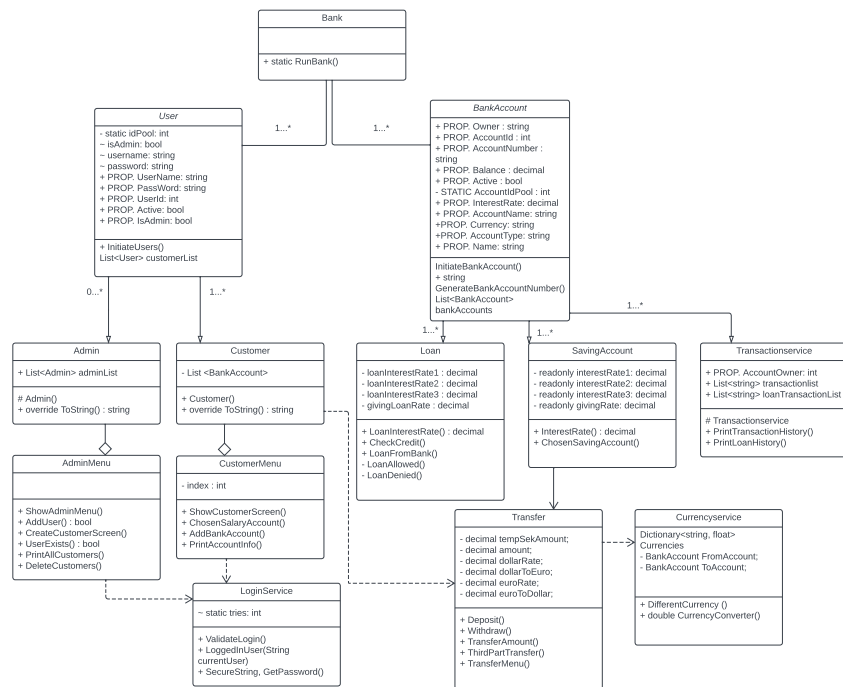 Bank
+ static RunBank()
User
- static idPool: int
~ isAdmin: bool
~ username: string
~ password: string
+ PROP. UserName: string
+ PROP. PassWord: string
+ PROP. UserId: int
+ PROP. Active: bool
+ PROP. IsAdmin: bool
+ InitiateUsers()
List<User> customerList
1...*
1...*
BankAccount
+ PROP. Owner : string
+ PROP. AccountId : int
+ PROP. AccountNumber :
string
+ PROP. Balance : decimal
+ PROP. Active : bool
- STATIC AccountIdPool : int
+ PROP. InterestRate: decimal
+ PROP. AccountName: string
+PROP. Currency: string
+PROP. AccountType: string
+ PROP. Name: string
InitiateBankAccount()
+ string
GenerateBankAccountNumber()
List<BankAccount>
bankAccounts
0...*
1...*
1...*
1...*
1...*
Admin
+ List<Admin> adminList
# Admin()
+ override ToString() : string
Customer
- List <BankAccount>
+ Customer()
+ override ToString() : string
Loan
- loanInterestRate1 : decimal
- loanInterestRate2 : decimal
- loanInterestRate3 : decimal
- givingLoanRate : decimal
+ LoanInterestRate() : decimal
+ CheckCredit()
+ LoanFromBank()
- LoanAllowed()
- LoanDenied()
SavingAccount
- readonly interestRate1: decimal
- readonly interestRate2: decimal
- readonly interestRate3: decimal
- readonly givingRate: decimal
+ InterestRate() : decimal
+ ChosenSavingAccount()
Transactionservice
+ PROP. AccountOwner: int
+ List<string> transactionlist
+ List<string> loanTransactionList
# Transactionservice
+ PrintTransactionHistory()
+ PrintLoanHistory()
AdminMenu
+ ShowAdminMenu()
+ AddUser() : bool
+ CreateCustomerScreen()
+ UserExists() : bool
+ PrintAllCustomers()
+ DeleteCustomers()
CustomerMenu
- index : int
+ ShowCustomerScreen()
+ ChosenSalaryAccount()
+ AddBankAccount()
+ PrintAccountInfo()
LoginService
~ static tries: int
+ ValidateLogin()
+ LoggedInUser(String
currentUser)
+ SecureString, GetPassword()
Transfer
- decimal tempSekAmount;
- decimal amount;
- decimal dollarRate;
- decimal dollarToEuro;
- decimal euroRate;
- decimal euroToDollar;
+ Deposit()
+ Withdraw()
+ TransferAmount()
+ ThirdPartTransfer()
+ TransferMenu()
Currencyservice
Dictionary<string, float>
Currencies
- BankAccount FromAccount;
- BankAccount ToAccount;
+ DifferentCurrency ()
+ double CurrencyConverter()